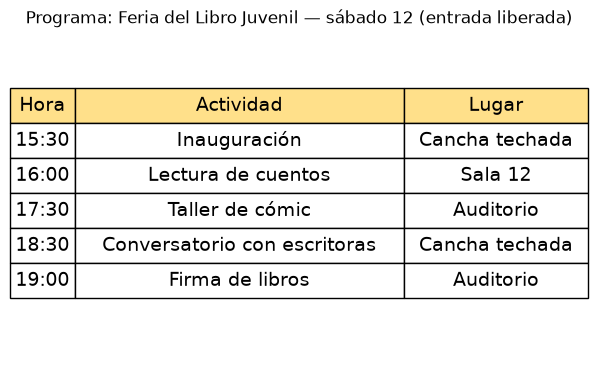 Programa: Feria del Libro Juvenil — sábado 12 (entrada liberada)
Hora Actividad Lugar
15:30 Inauguración Cancha techada
16:00 Lectura de cuentos Sala 12
17:30 Taller de cómic Auditorio
18:30 Conversatorio con escritoras Cancha techada
19:00 Firma de libros Auditorio